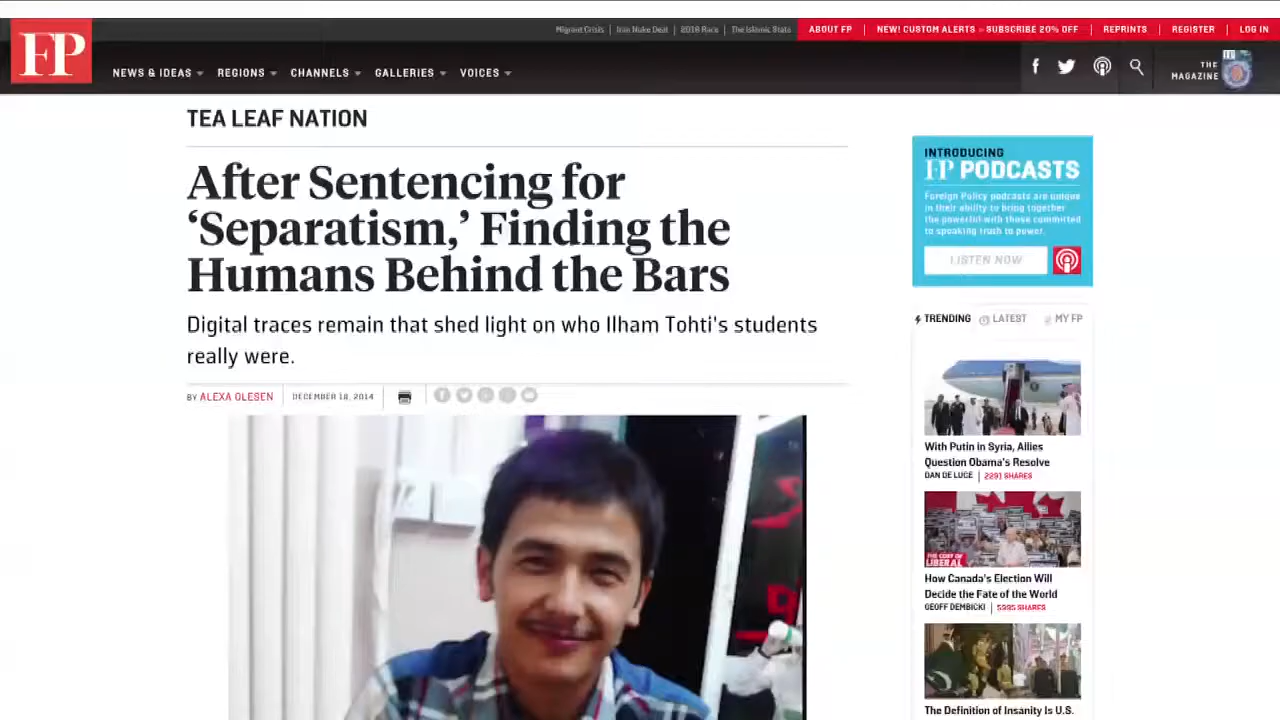 FP
Migrant Crisis | Iran Nuke Deal | 2016 Race | The Islamic State
ABOUT FP | NEW! CUSTOM ALERTS - SUBSCRIBE 20% OFF | REPRINTS | REGISTER | LOG IN
NEWS & IDEAS
REGIONS
CHANNELS
GALLERIES
VOICES
THE
MAGAZINE
TEA LEAF NATION
After Sentencing for
‘Separatism,’ Finding the
Humans Behind the Bars
Digital traces remain that shed light on who Ilham Tohti's students
really were.
BY ALEXA OLESEN | DECEMBER 18, 2014
INTRODUCING
FP PODCASTS
Foreign Policy podcasts are unique
in their ability to bring together
the powerful with those committed
to speaking truth to power.
LISTEN NOW
TRENDING
LATEST
MY FP
With Putin in Syria, Allies
Question Obama's Resolve
DAN DE LUCE | 2291 SHARES
THE COST OF
LIBERAL
How Canada's Election Will
Decide the Fate of the World
GEOFF DEMBICKI | 5995 SHARES
The Definition of Insanity Is U.S.